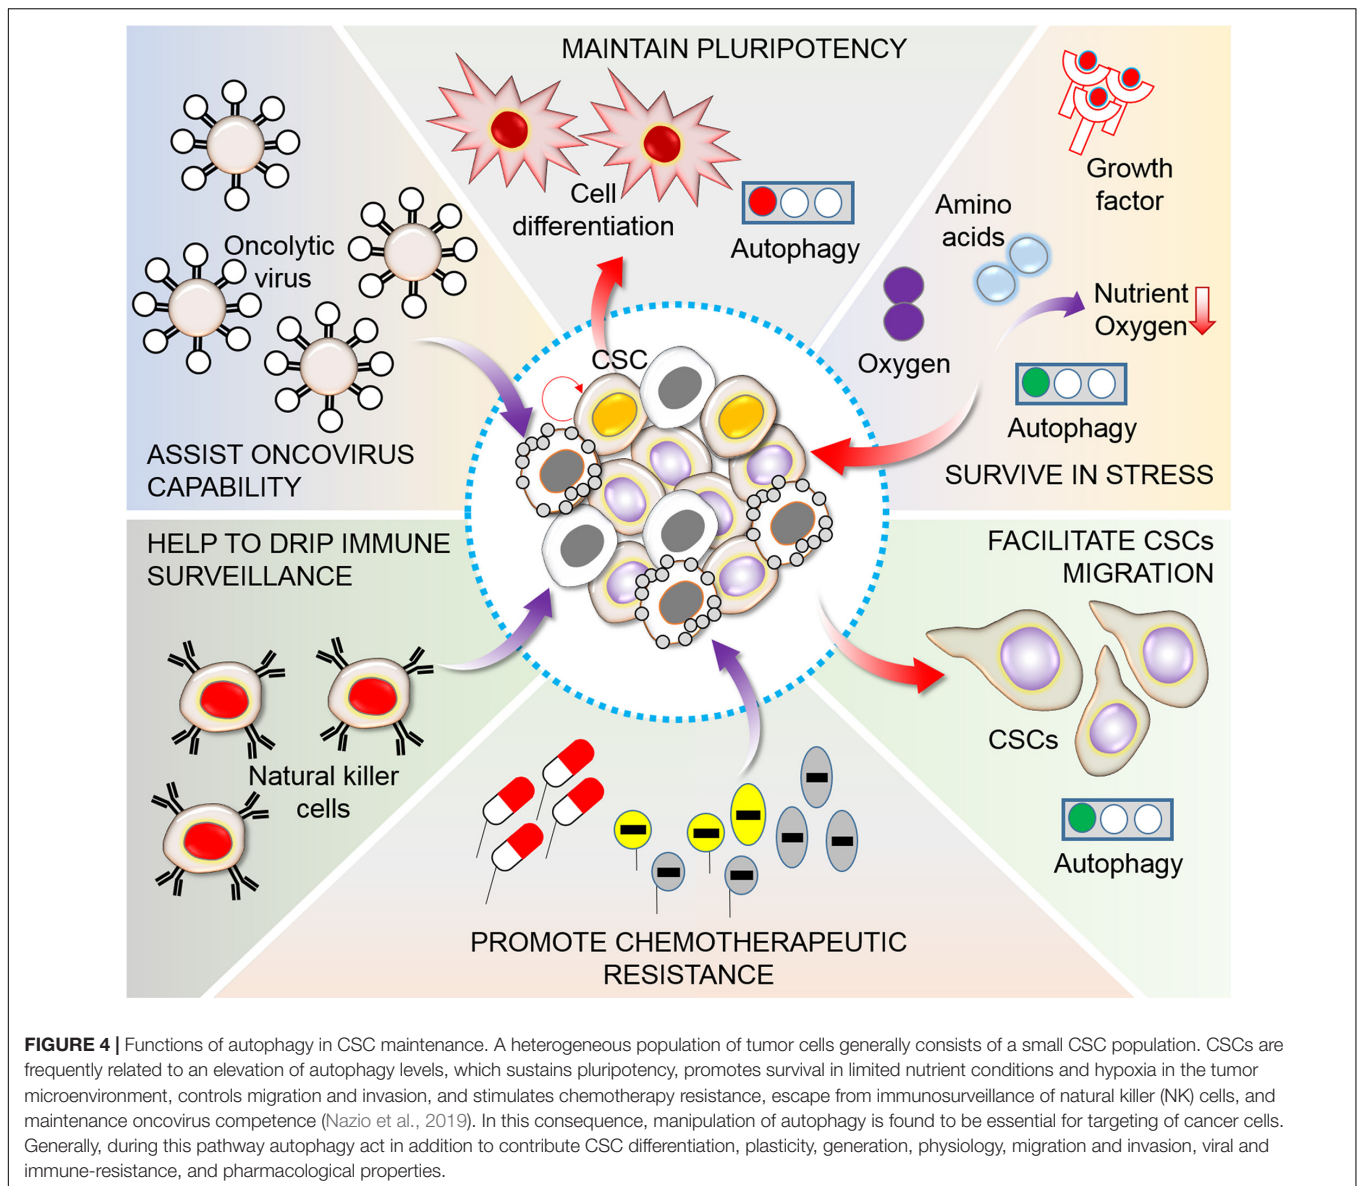 MAINTAIN PLURIPOTENCY
Cell
differentiation
Autophagy
Growth
factor
Amino
acids
Oxygen
Nutrient
Oxygen
Autophagy
SURVIVE IN STRESS
Oncolytic
virus
ASSIST ONCOVIRUS
CAPABILITY
CSC
HELP TO DRIP IMMUNE
SURVEILLANCE
Natural killer
cells
FACILITATE CSCs
MIGRATION
CSCs
Autophagy
PROMOTE CHEMOTHERAPEUTIC
RESISTANCE
FIGURE 4 | Functions of autophagy in CSC maintenance. A heterogeneous population of tumor cells generally consists of a small CSC population. CSCs are
frequently related to an elevation of autophagy levels, which sustains pluripotency, promotes survival in limited nutrient conditions and hypoxia in the tumor
microenvironment, controls migration and invasion, and stimulates chemotherapy resistance, escape from immunosurveillance of natural killer (NK) cells, and
maintenance oncovirus competence (Nazio et al., 2019). In this consequence, manipulation of autophagy is found to be essential for targeting of cancer cells.
Generally, during this pathway autophagy act in addition to contribute CSC differentiation, plasticity, generation, physiology, migration and invasion, viral and
immune-resistance, and pharmacological properties.